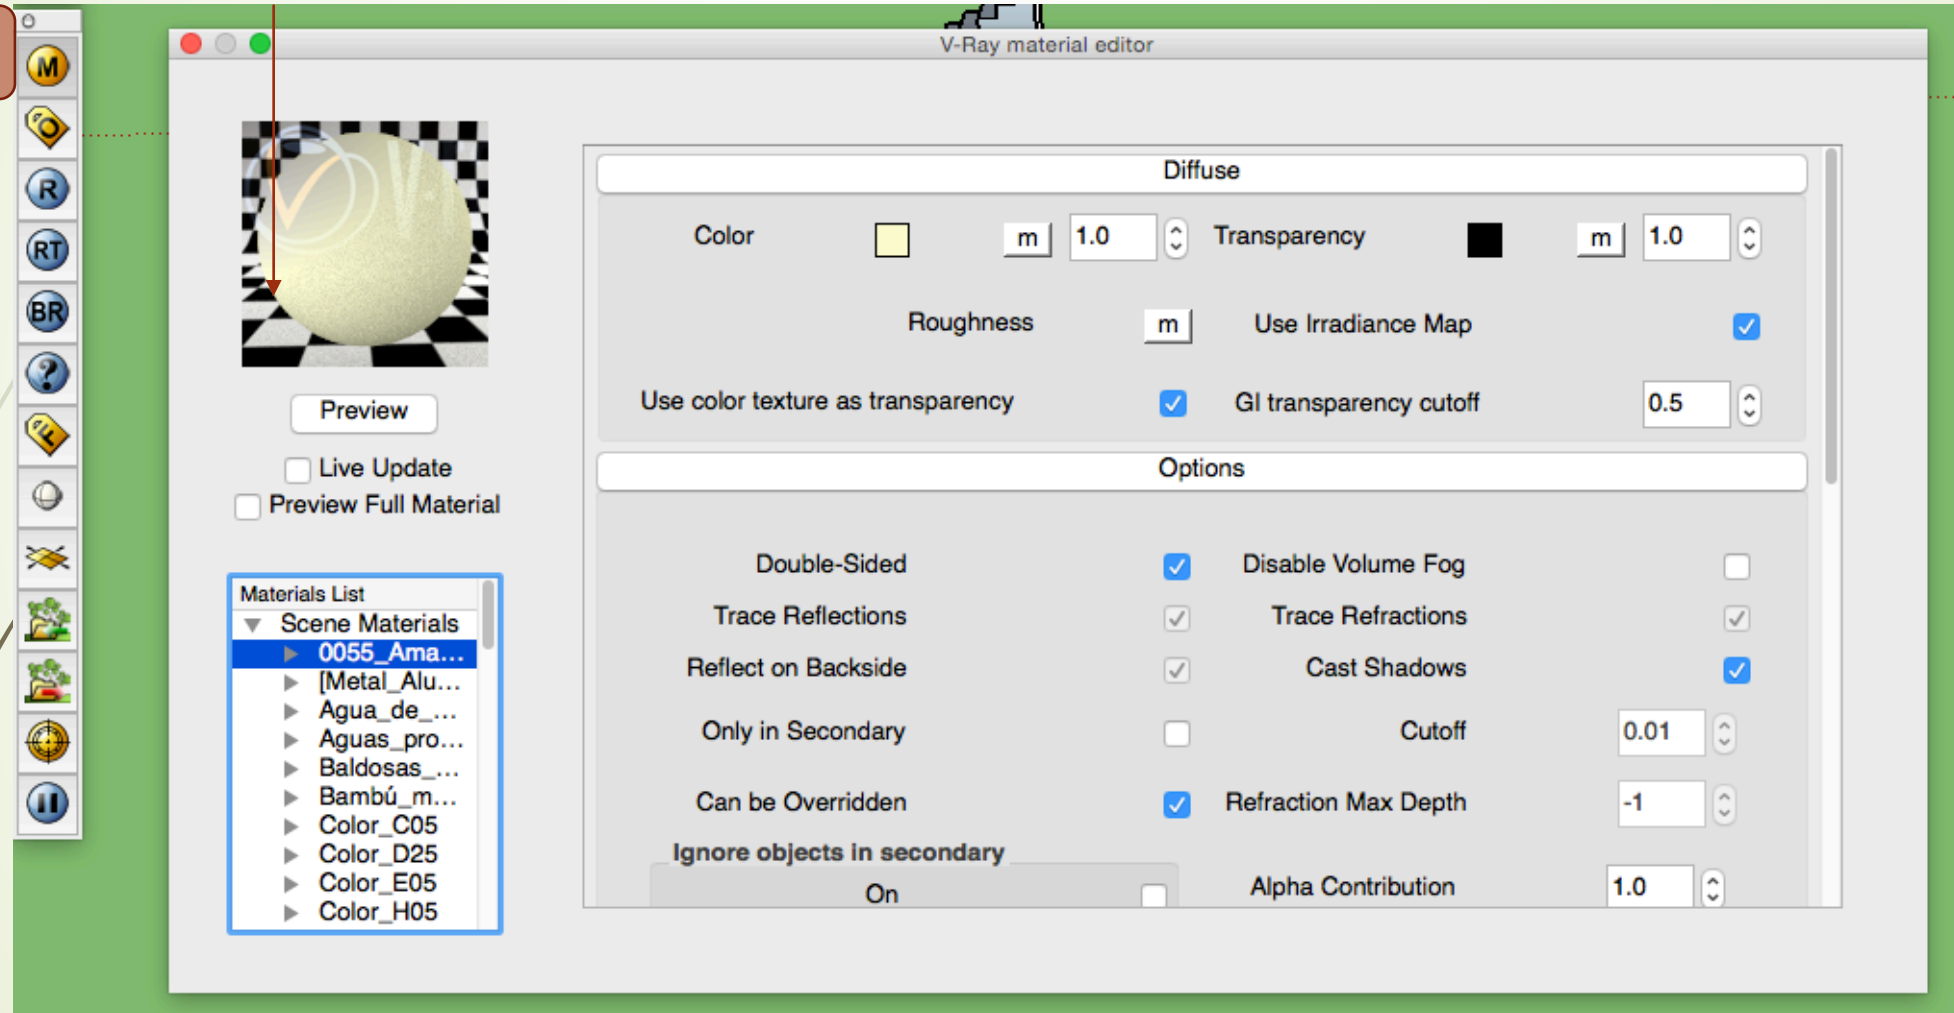 V-Ray material editor
M
R
RT
BR
?
Preview
Live Update
Preview Full Material
Materials List
Scene Materials
0055_Ama...
[Metal_Alu...
Agua_de_...
Aguas_pro...
Baldosas_...
Bambú_m...
Color_C05
Color_D25
Color_E05
Color_H05
Diffuse
Color m 1.0 Transparency m 1.0
Roughness m Use Irradiance Map
Use color texture as transparency GI transparency cutoff 0.5
Options
Double-Sided Disable Volume Fog
Trace Reflections Trace Refractions
Reflect on Backside Cast Shadows
Only in Secondary Cutoff 0.01
Can be Overridden Refraction Max Depth -1
Ignore objects in secondary
On Alpha Contribution 1.0